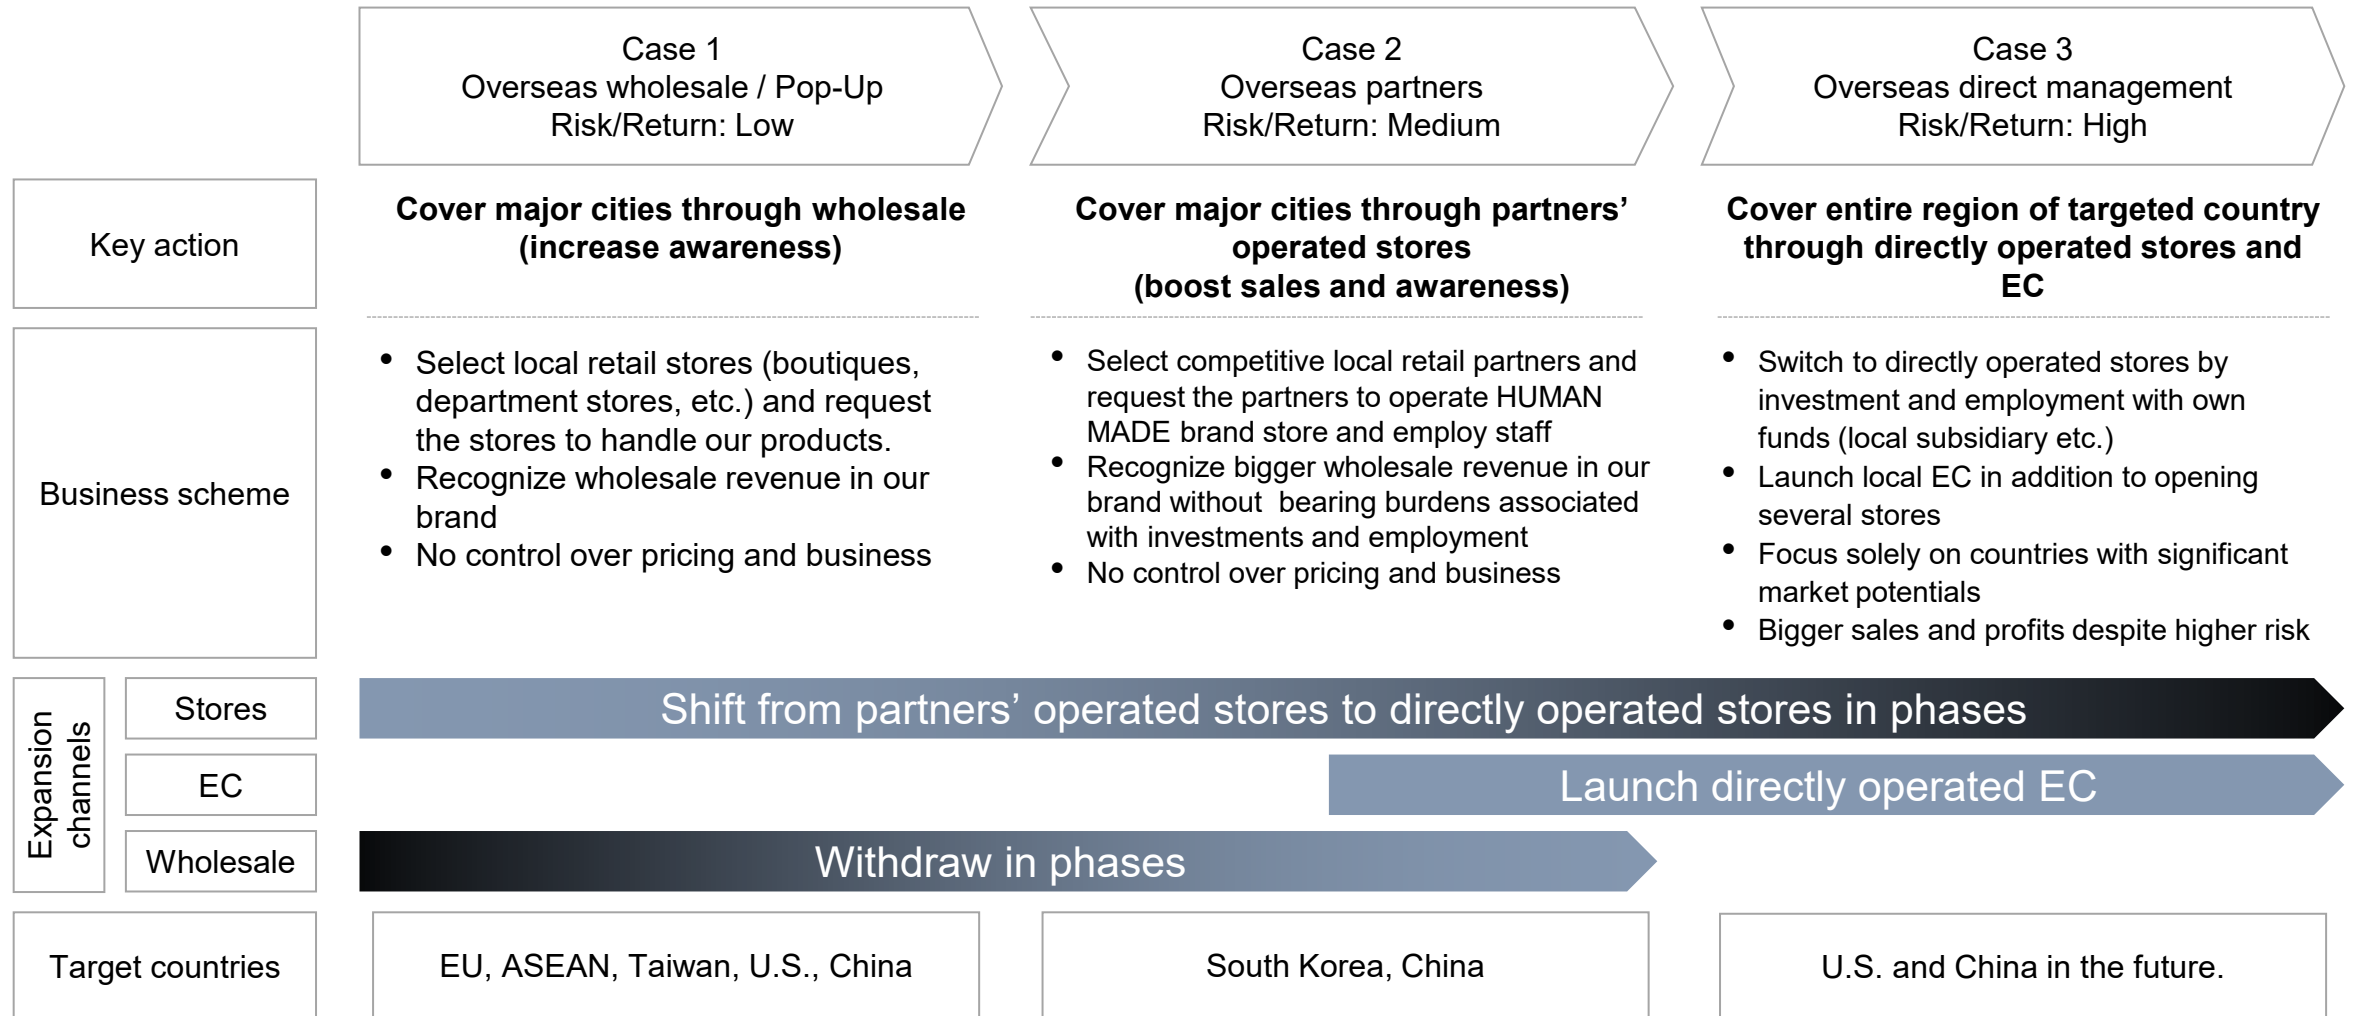 Case 1
Overseas wholesale / Pop-Up
Risk/Return: Low
Case 2
Overseas partners
Risk/Return: Medium
Case 3
Overseas direct management
Risk/Return: High
Key action
Cover major cities through wholesale
(increase awareness)
Cover major cities through partners’
operated stores
(boost sales and awareness)
Cover entire region of targeted country
through directly operated stores and
EC
Business scheme
• Select local retail stores (boutiques,
department stores, etc.) and request
the stores to handle our products.
• Recognize wholesale revenue in our
brand
• No control over pricing and business
• Select competitive local retail partners and
request the partners to operate HUMAN
MADE brand store and employ staff
• Recognize bigger wholesale revenue in our
brand without  bearing burdens associated
with investments and employment
• No control over pricing and business
• Switch to directly operated stores by
investment and employment with own
funds (local subsidiary etc.)
• Launch local EC in addition to opening
several stores
• Focus solely on countries with significant
market potentials
• Bigger sales and profits despite higher risk
Expansion
channels
Stores
Shift from partners’ operated stores to directly operated stores in phases
EC
Launch directly operated EC
Wholesale
Withdraw in phases
Target countries
EU, ASEAN, Taiwan, U.S., China
South Korea, China
U.S. and China in the future.